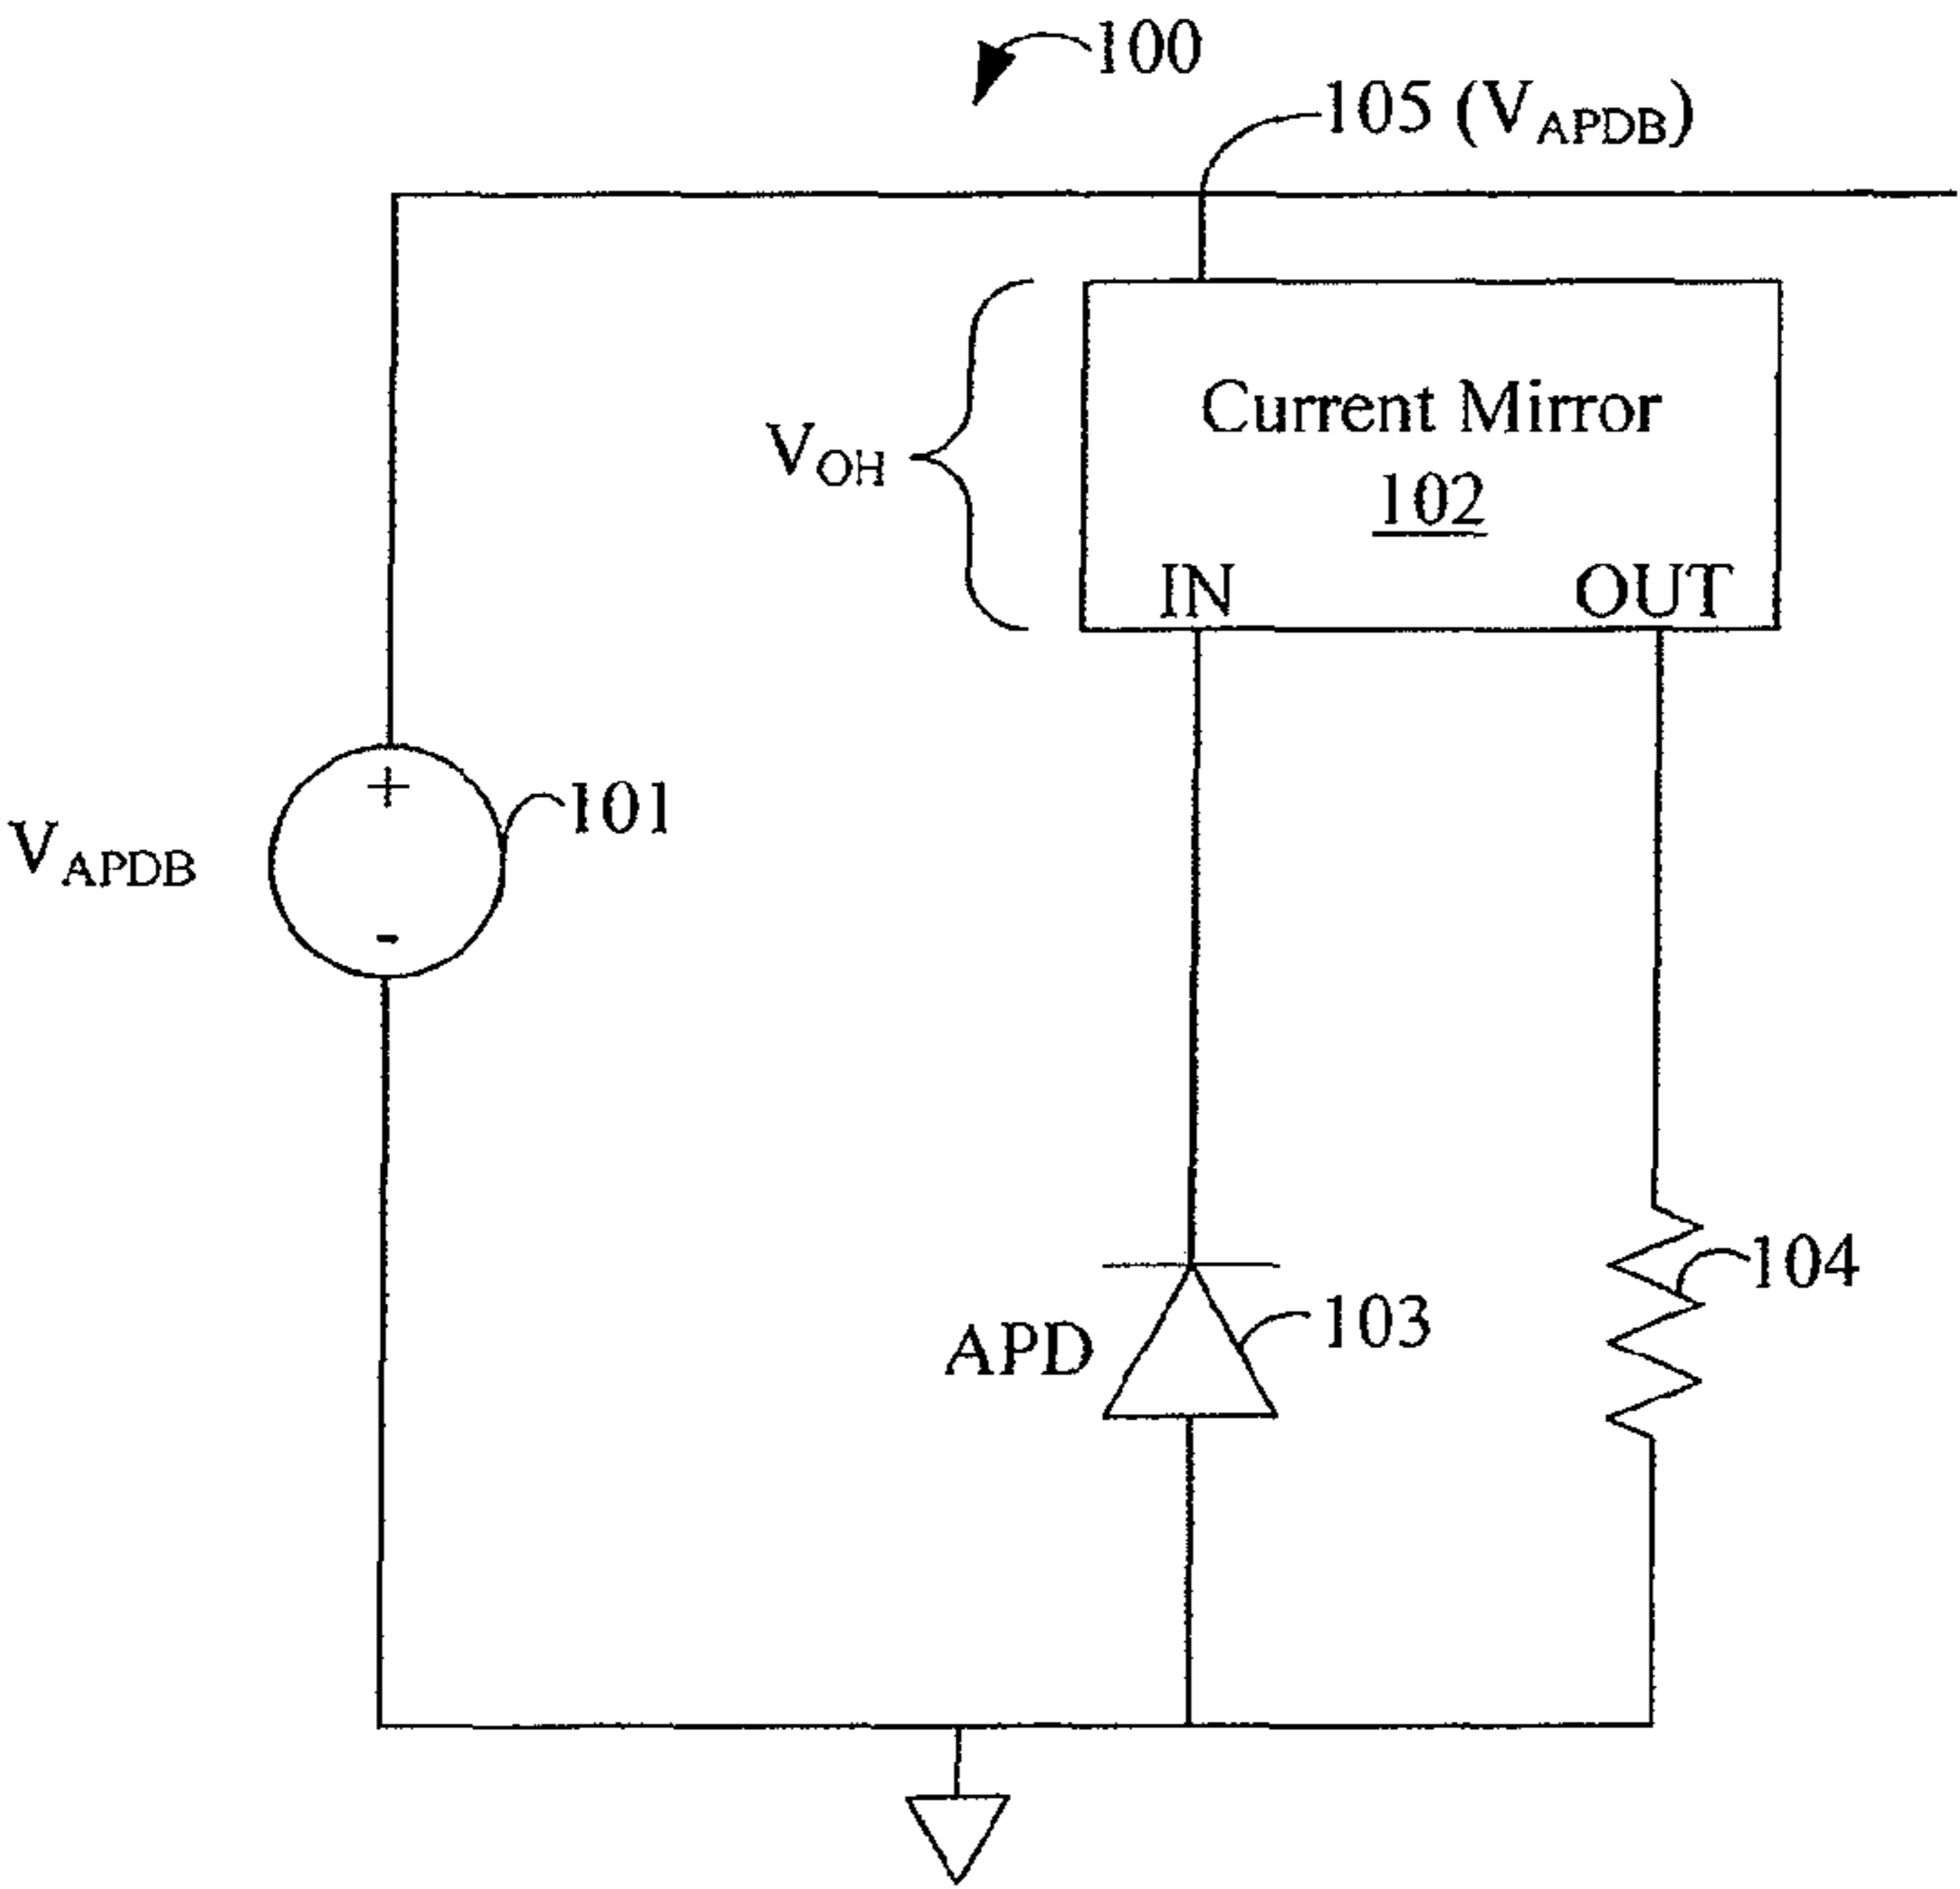 100
105 (VAPDB)
Current Mirror
VOH
102
IN OUT
+
101
VAPDB
-
104
103
APD